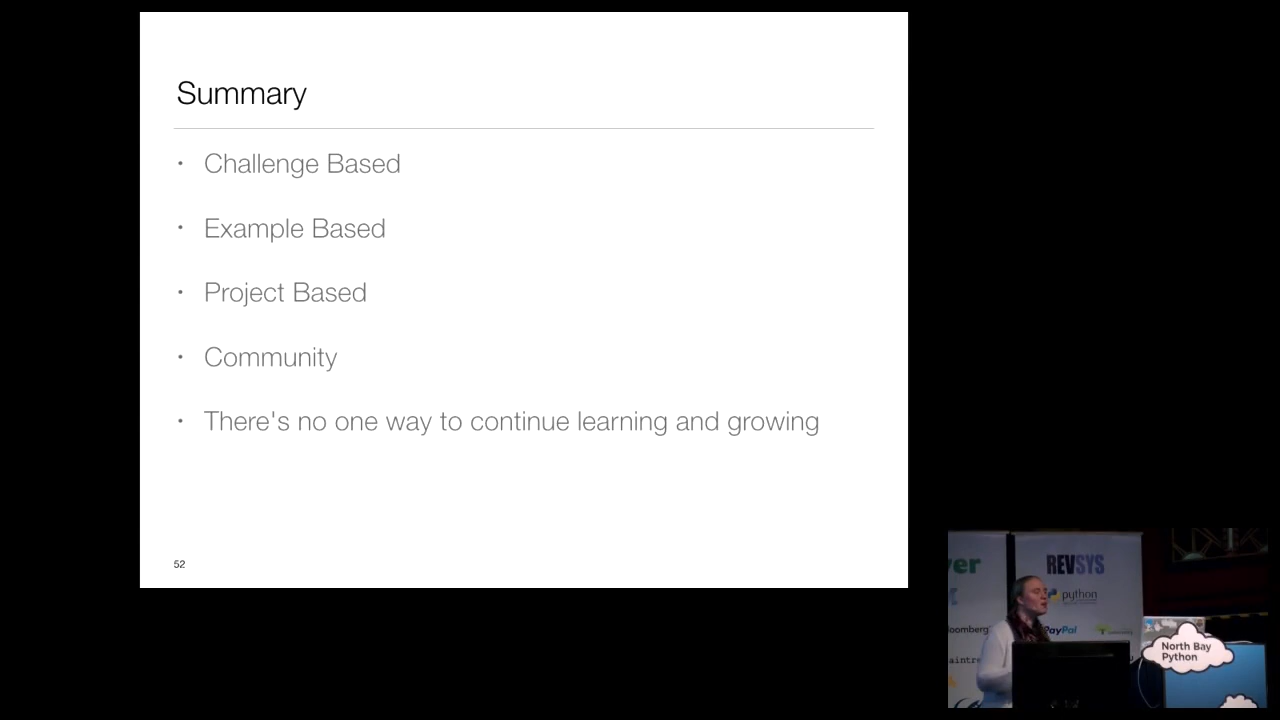 Summary
• Challenge Based
• Example Based
• Project Based
• Community
• There's no one way to continue learning and growing
52
REVSYS
python
PayPal
North Bay
Python